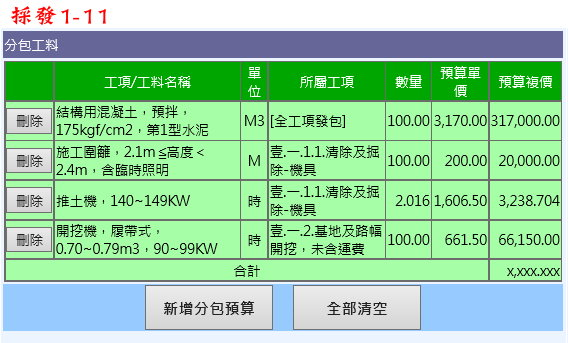 採發1-11
分包工料
工項/工料名稱 單位 所屬工項 數量 預算單價 預算複價
刪除 結構用混凝土，預拌，175kgf/cm2，第1型水泥 M3 [全工項發包] 100.00 3,170.00 317,000.00
刪除 施工圍籬，2.1m≦高度＜2.4m，含臨時照明 M 壹.一.1.1.清除及掘除-機具 100.00 200.00 20,000.00
刪除 推土機，140~149KW 時 壹.一.1.1.清除及掘除-機具 2.016 1,606.50 3,238.704
刪除 開挖機，履帶式，0.70~0.79m3，90~99KW 時 壹.一.2.基地及路幅開挖，未含運費 100.00 661.50 66,150.00
合計 x,xxx.xxx
新增分包預算 全部清空